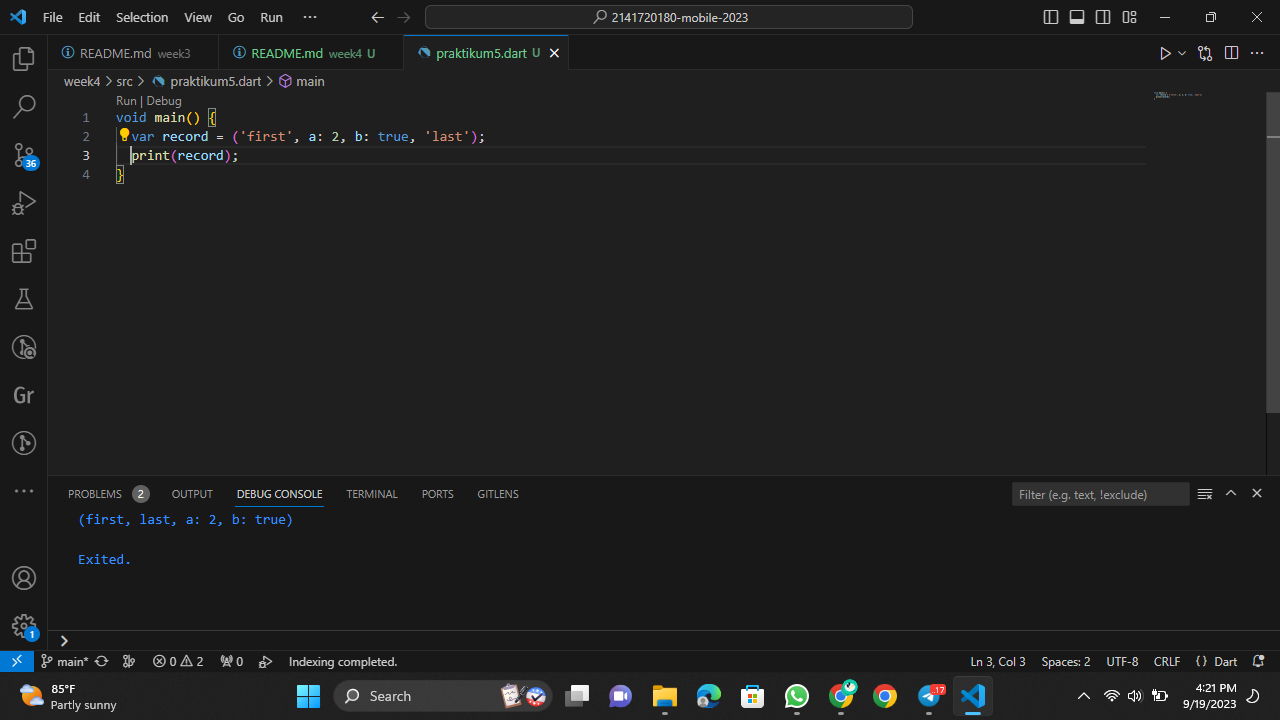 File Edit Selection View Go Run ···
2141720180-mobile-2023
README.md week3
README.md week4 U
praktikum5.dart U
week4 > src > praktikum5.dart > main
Run | Debug
1 void main() {
2 var record = ('first', a: 2, b: true, 'last');
3 print(record);
4 }
36
Gr
1
PROBLEMS 2 OUTPUT DEBUG CONSOLE TERMINAL PORTS GITLENS
Filter (e.g. text, !exclude)
(first, last, a: 2, b: true)
Exited.
main* 0 2 0 Indexing completed.
Ln 3, Col 3 Spaces: 2 UTF-8 CRLF {} Dart
85°F
Partly sunny
Search
..17
4:21 PM
9/19/2023